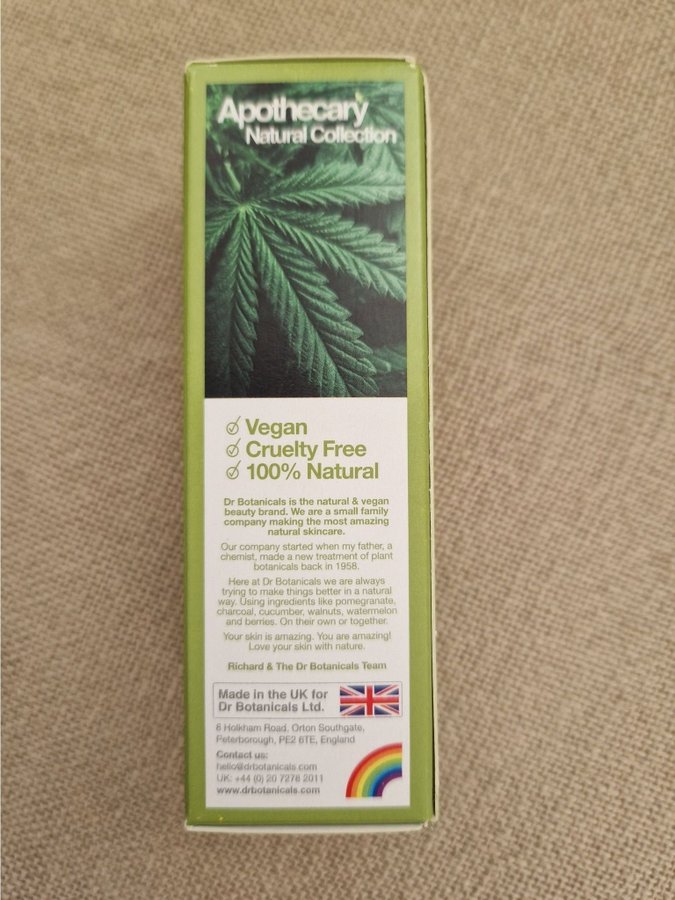 Apothecary
Natural Collection
Vegan
Cruelty Free
100% Natural
Dr Botanicals is the natural & vegan
beauty brand. We are a small family
company making the most amazing
natural skincare.
Our company started when my father, a
chemist, made a new treatment of plant
botanicals back in 1958.
Here at Dr Botanicals we are always
trying to make things better in a natural
way. Using ingredients like pomegranate,
charcoal, cucumber, walnuts, watermelon
and berries. On their own or together.
Your skin is amazing. You are amazing!
Love your skin with nature.
Richard & The Dr Botanicals Team
Made in the UK for
Dr Botanicals Ltd.
6 Holkham Road, Orton Southgate,
Peterborough, PE2 6TE, England
Contact us:
hello@drbotanicals.com
UK: +44 (0) 20 7278 2011
www.drbotanicals.com